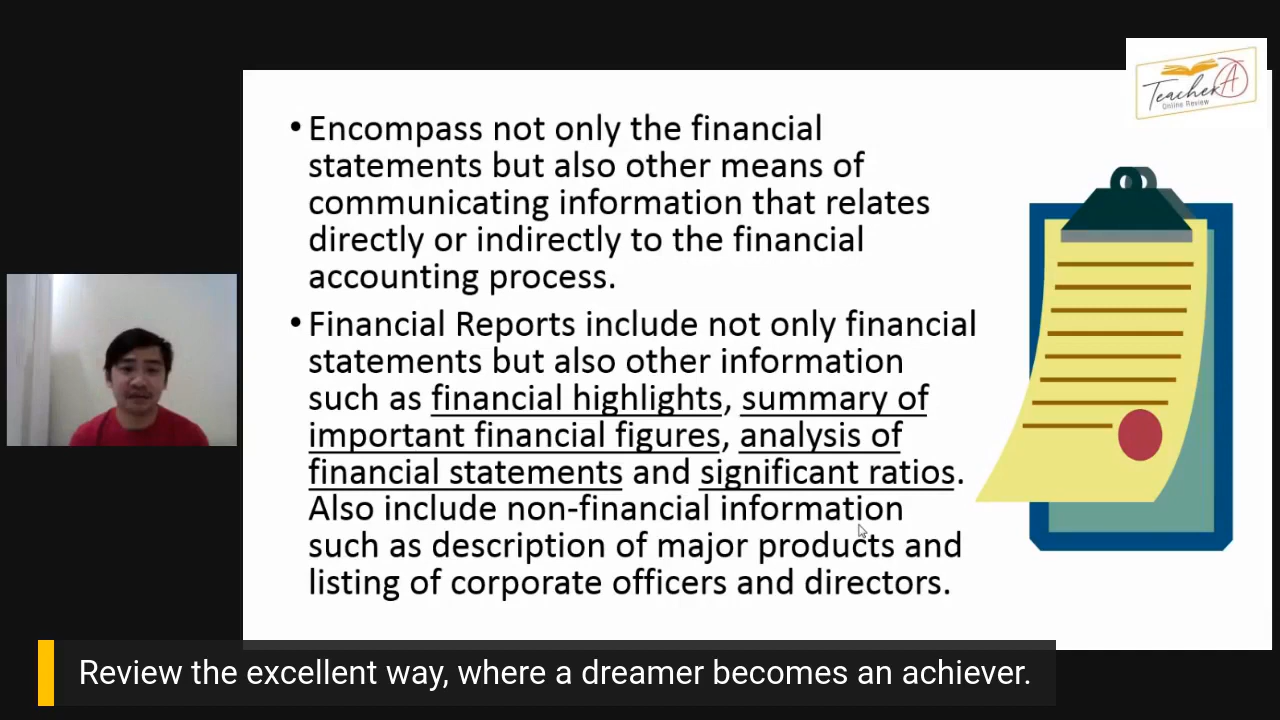 Teacher A
Online Review
• Encompass not only the financial
statements but also other means of
communicating information that relates
directly or indirectly to the financial
accounting process.
• Financial Reports include not only financial
statements but also other information
such as financial highlights, summary of
important financial figures, analysis of
financial statements and significant ratios.
Also include non-financial information
such as description of major products and
listing of corporate officers and directors.
Review the excellent way, where a dreamer becomes an achiever.